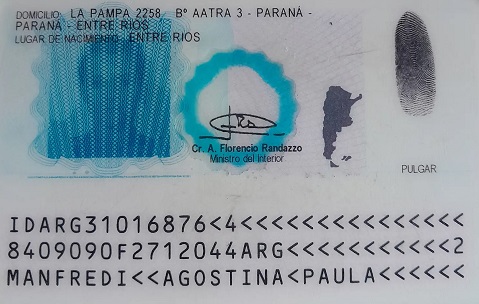 DOMICILIO: LA PAMPA 2258 - Bº AATRA 3 - PARANÁ -
PARANÁ - ENTRE RÍOS
LUGAR DE NACIMIENTO: ENTRE RIOS
Cr. A. Florencio Randazzo
Ministro del Interior
PULGAR
IDARG31016876<4<<<<<<<<<<<<<<<
8409090F2712044ARG<<<<<<<<<<<2
MANFREDI<<AGOSTINA<PAULA<<<<<<